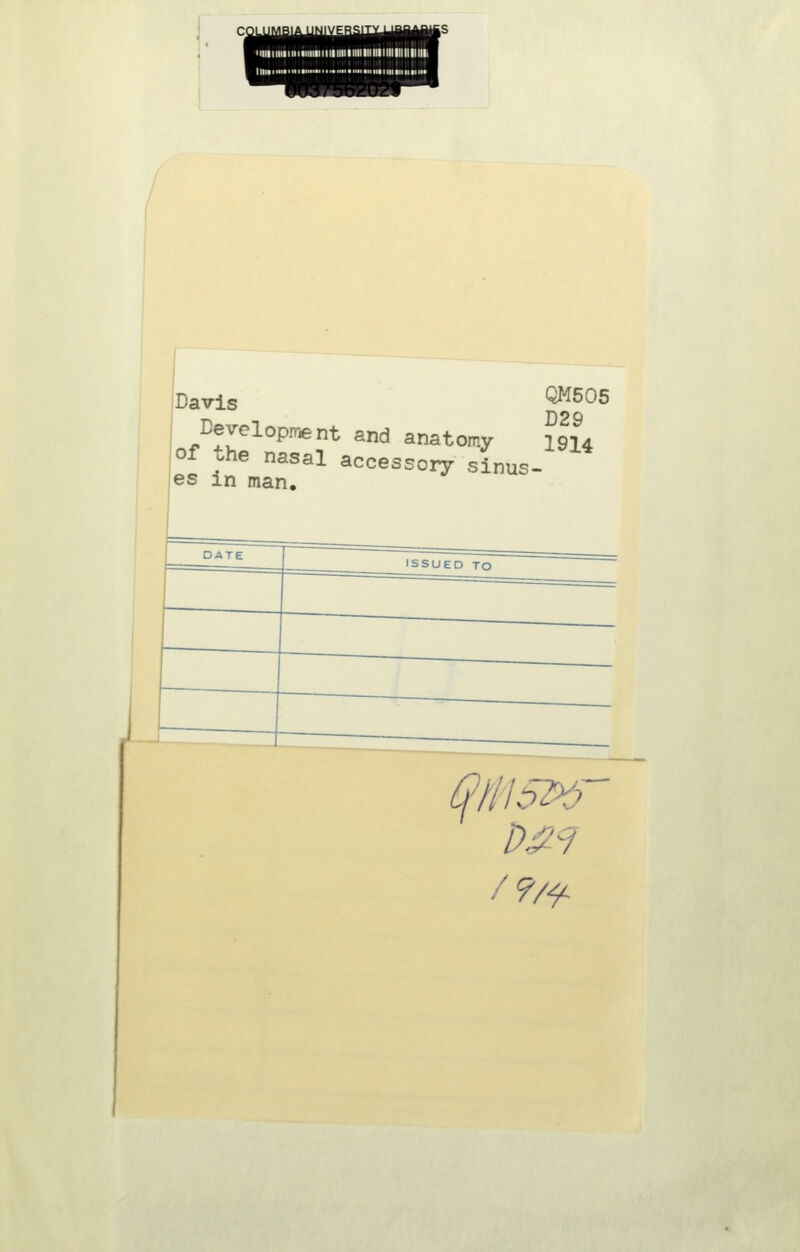 COLUMBIA UNIVERSITY LIBRARIES
0037562029
Davis QM505
D29
Development and anatomy 1914
of the nasal accessory sinus-
es in man.
DATE ISSUED TO
QM505
D29
1914